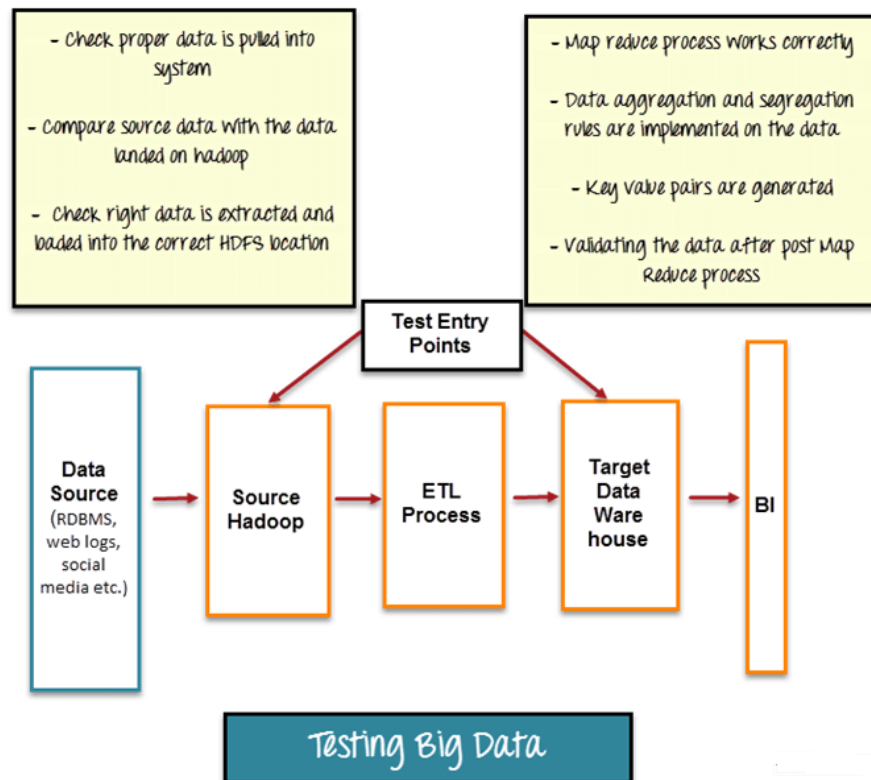 - Check proper data is pulled into
system
- Compare source data with the data
landed on hadoop
- Check right data is extracted and
loaded into the correct HDFS location
- Map reduce process works correctly
- Data aggregation and segregation
rules are implemented on the data
- Key value pairs are generated
- Validating the data after post Map
Reduce process
Test Entry
Points
Data
Source
(RDBMS,
web logs,
social
media etc.)
Source
Hadoop
ETL
Process
Target
Data
Ware
house
BI
Testing Big Data